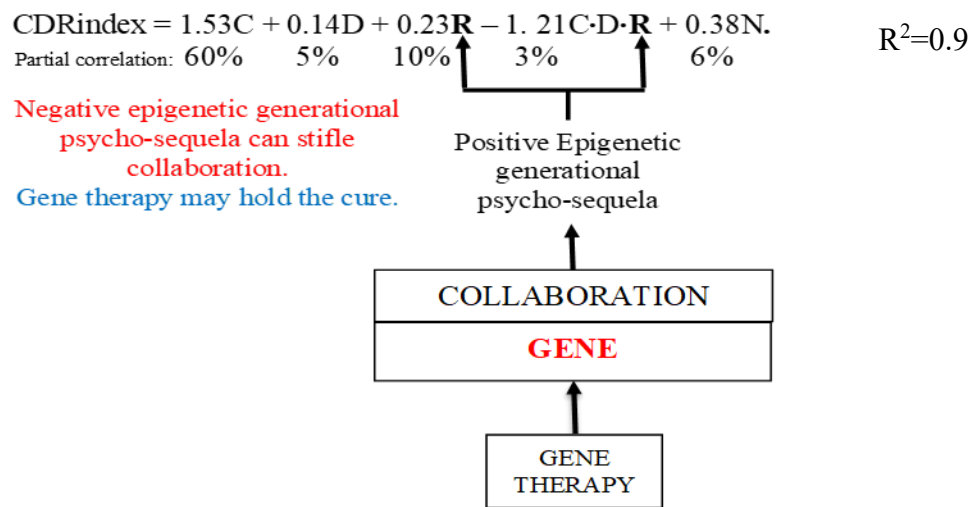 CDRindex = 1.53C + 0.14D + 0.23R – 1. 21C·D·R + 0.38N.
R²=0.9
Partial correlation: 60% 5% 10% 3% 6%
Negative epigenetic generational
psycho-sequela can stifle
collaboration.
Gene therapy may hold the cure.
Positive Epigenetic
generational
psycho-sequela
COLLABORATION
GENE
GENE
THERAPY